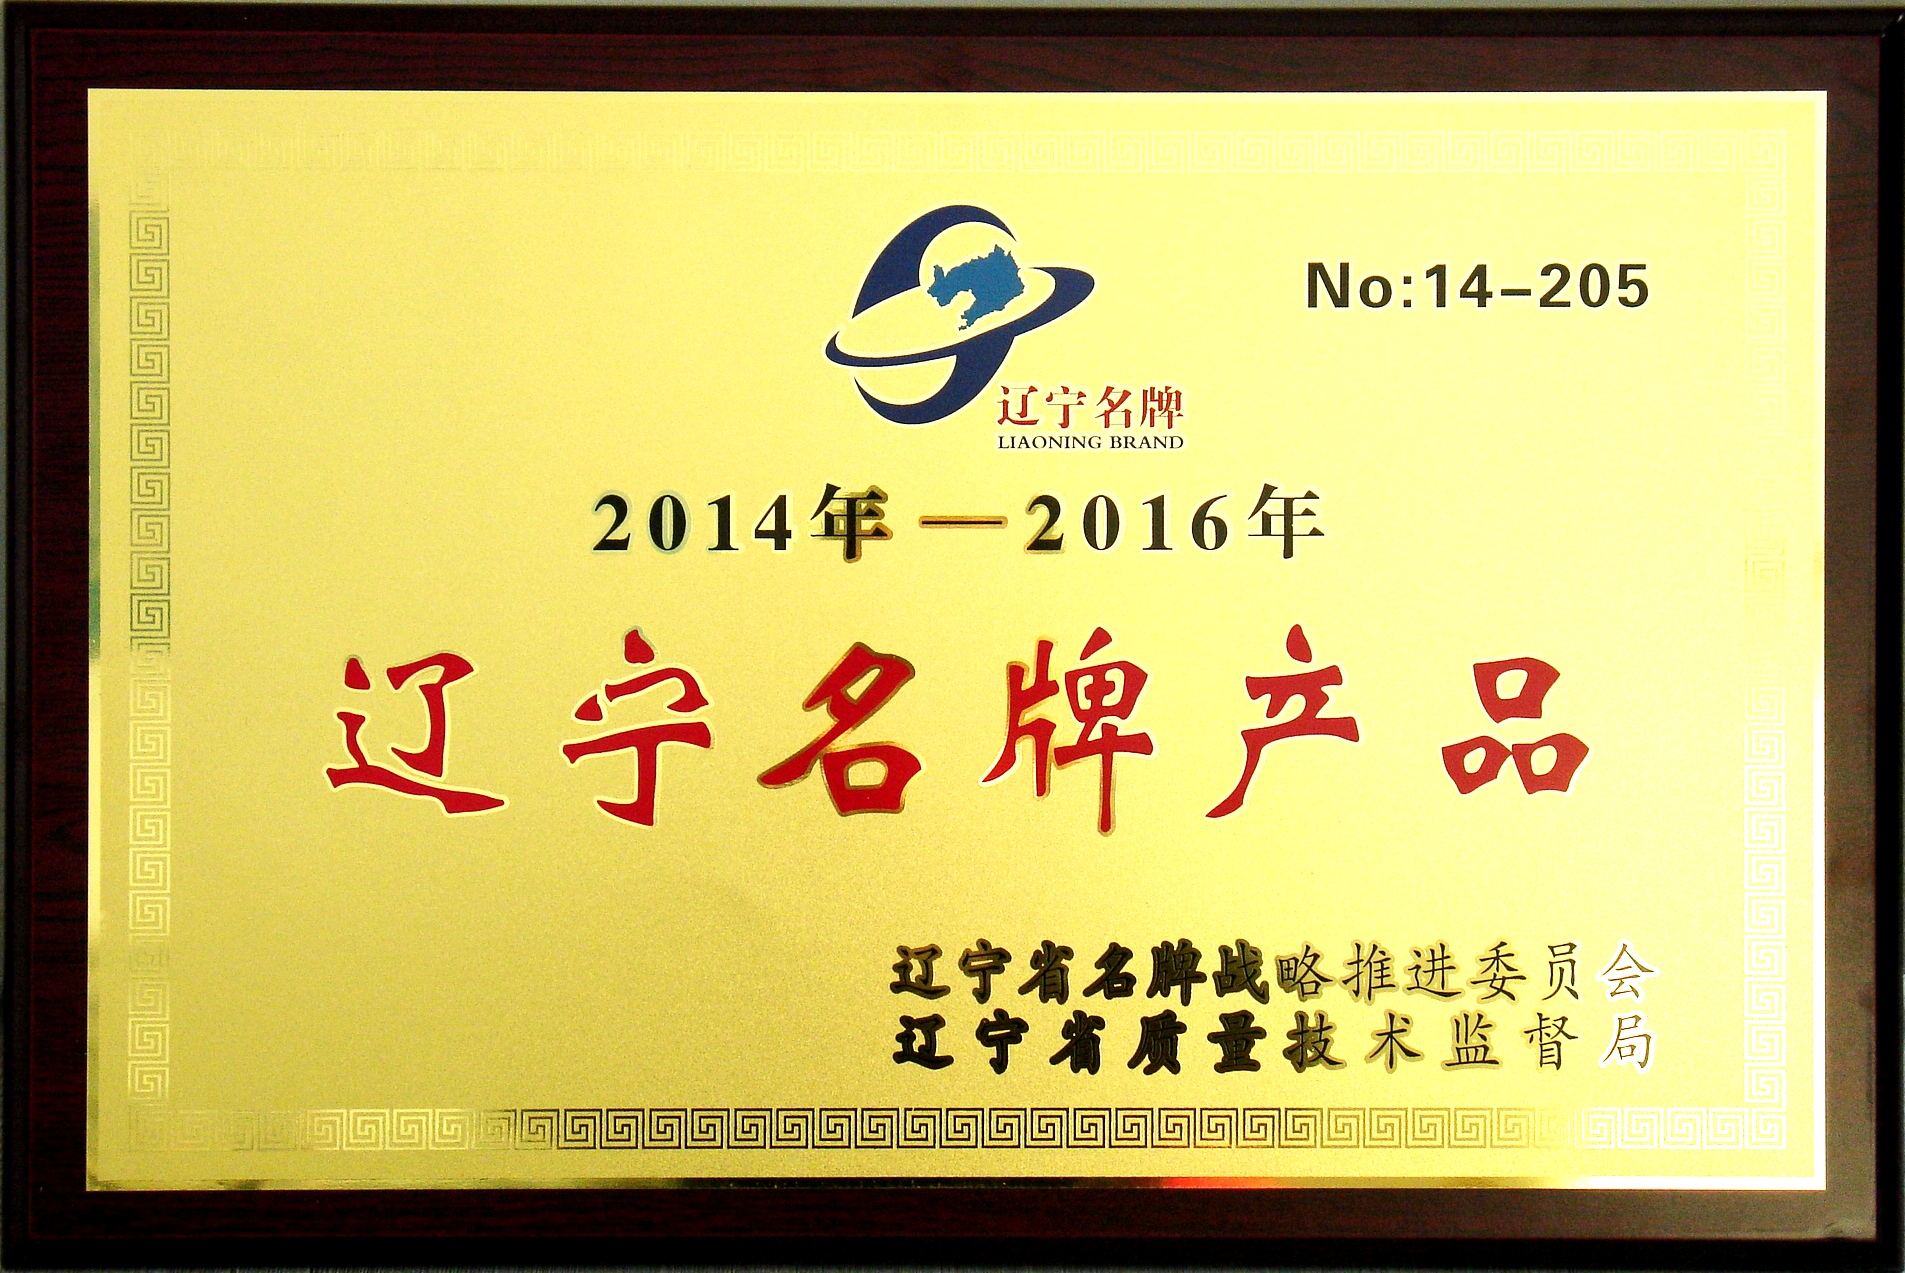 No:14-205
辽宁名牌
LIAONING BRAND
2014年—2016年
辽宁名牌产品
辽宁省名牌战略推进委员会
辽宁省质量技术监督局